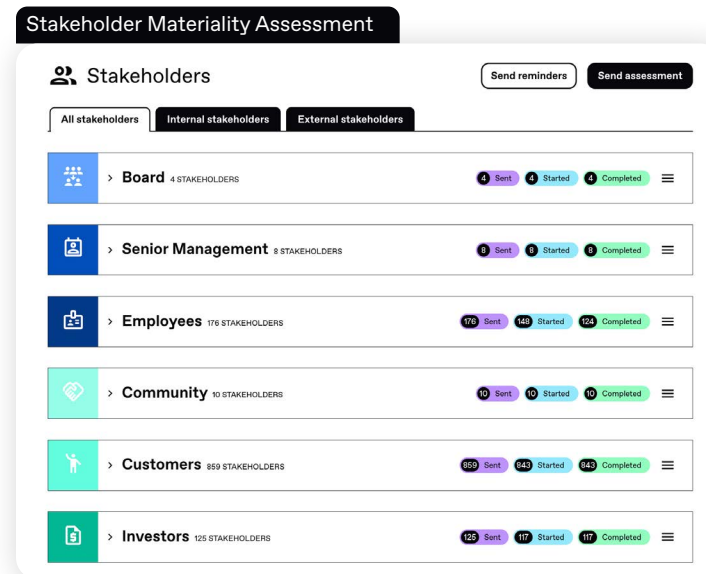 Stakeholder Materiality Assessment
Stakeholders
Send reminders
Send assessment
All stakeholders Internal stakeholders External stakeholders
Board 4 STAKEHOLDERS 4 Sent 4 Started 4 Completed
Senior Management 8 STAKEHOLDERS 8 Sent 8 Started 8 Completed
Employees 176 STAKEHOLDERS 176 Sent 148 Started 124 Completed
Community 10 STAKEHOLDERS 10 Sent 10 Started 10 Completed
Customers 859 STAKEHOLDERS 859 Sent 843 Started 843 Completed
Investors 125 STAKEHOLDERS 125 Sent 117 Started 117 Completed